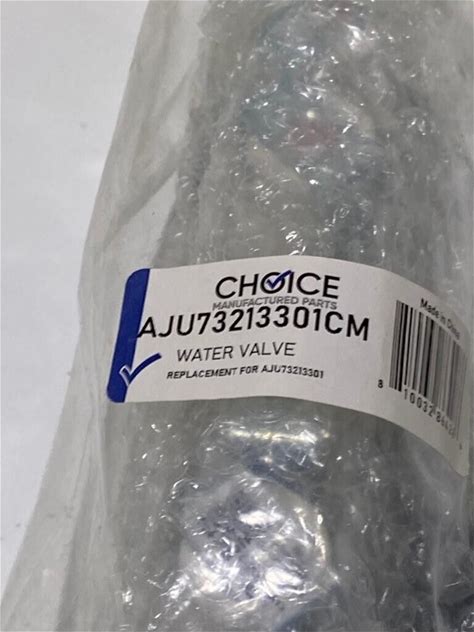 CHOICE
MANUFACTURED PARTS
AJU73213301CM
WATER VALVE
REPLACEMENT FOR AJU73213301
Made in China